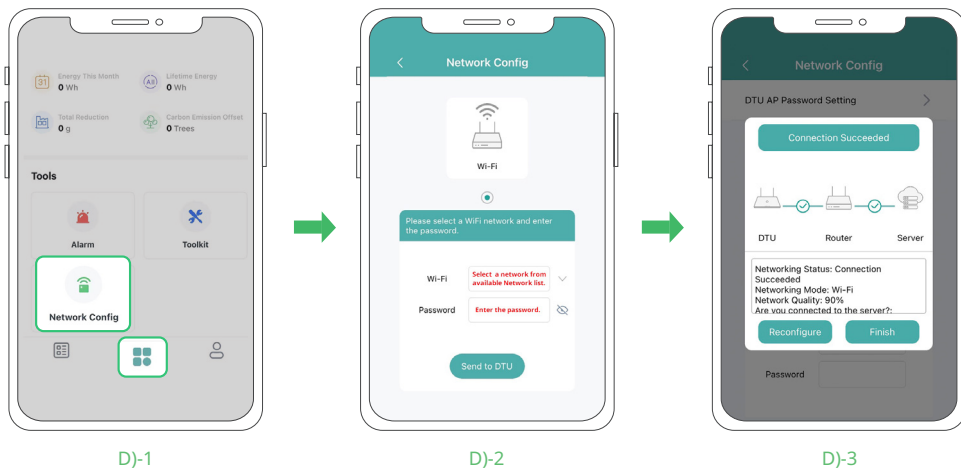 31
Energy This Month
0 Wh
All
Lifetime Energy
0 Wh
Total Reduction
0 g
Carbon Emission Offset
0 Trees
Tools
Alarm
Toolkit
Network Config
D)-1
Network Config
Wi-Fi
Please select a WiFi network and enter
the password.
Wi-Fi
Select a network from
available Network list.
Password
Enter the password.
Send to DTU
D)-2
Network Config
DTU AP Password Setting
Connection Succeeded
DTU
Router
Server
Networking Status: Connection
Succeeded
Networking Mode: Wi-Fi
Network Quality: 90%
Are you connected to the server?:
Reconfigure
Finish
Password
D)-3